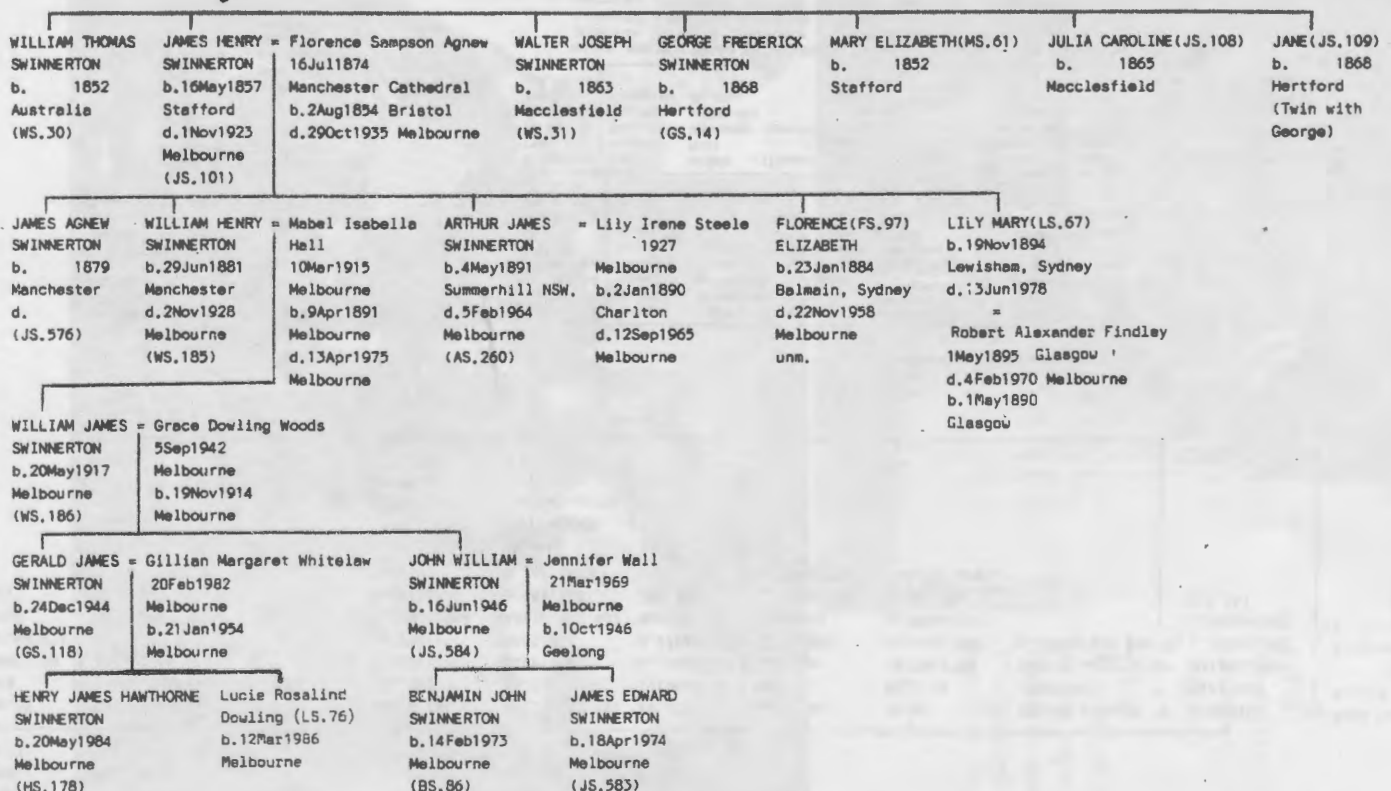 WILLIAM THOMAS
SWINNERTON
b. 1852
Australia
(WS.30)
JAMES HENRY = Florence Sampson Agnew
SWINNERTON
b.16May1857
Stafford
d.1Nov1923
Melbourne
(JS.101)
16Jul1874
Manchester Cathedral
b.2Aug1854 Bristol
d.29Oct1935 Melbourne
WALTER JOSEPH
SWINNERTON
b. 1863
Macclesfield
(WS.31)
GEORGE FREDERICK
SWINNERTON
b. 1868
Hertford
(GS.14)
MARY ELIZABETH(MS.61)
b. 1852
Stafford
JULIA CAROLINE(JS.108)
b. 1865
Macclesfield
JANE(JS.109)
b. 1868
Hertford
(Twin with
George)
JAMES AGNEW
SWINNERTON
b. 1879
Manchester
d.
(JS.576)
WILLIAM HENRY = Mabel Isabella
SWINNERTON
b.29Jun1881
Manchester
d.2Nov1928
Melbourne
(WS.185)
Hall
10Mar1915
Melbourne
b.9Apr1891
Melbourne
d.13Apr1975
Melbourne
ARTHUR JAMES = Lily Irene Steele
SWINNERTON
b.4May1891
Summerhill NSW.
d.5Feb1964
(AS.260)
1927
Melbourne
b.2Jan1890
Charlton
d.12Sep1965
Melbourne
FLORENCE(FS.97)
ELIZABETH
b.23Jan1884
Balmain, Sydney
d.22Nov1958
Melbourne
unm.
LILY MARY(LS.67)
b.19Nov1894
Lewisham, Sydney
d.13Jun1978
=
Robert Alexander Findley
1May1895 Glasgow
d.4Feb1970 Melbourne
b.1May1890
Glasgow
WILLIAM JAMES = Grace Dowling Woods
SWINNERTON
b.20May1917
Melbourne
(WS.186)
5Sep1942
Melbourne
b.19Nov1914
Melbourne
GERALD JAMES = Gillian Margaret Whitelaw
SWINNERTON
b.24Dec1944
Melbourne
(GS.118)
20Feb1982
Melbourne
b.21Jan1954
Melbourne
JOHN WILLIAM = Jennifer Wall
SWINNERTON
b.16Jun1946
Melbourne
(JS.584)
21Mar1969
Melbourne
b.1Oct1946
Geelong
HENRY JAMES HAWTHORNE
SWINNERTON
b.20May1984
Melbourne
(HS.178)
Lucie Rosalind
Dowling (LS.76)
b.12Mar1986
Melbourne
BENJAMIN JOHN
SWINNERTON
b.14Feb1973
Melbourne
(BS.86)
JAMES EDWARD
SWINNERTON
b.18Apr1974
Melbourne
(JS.583)